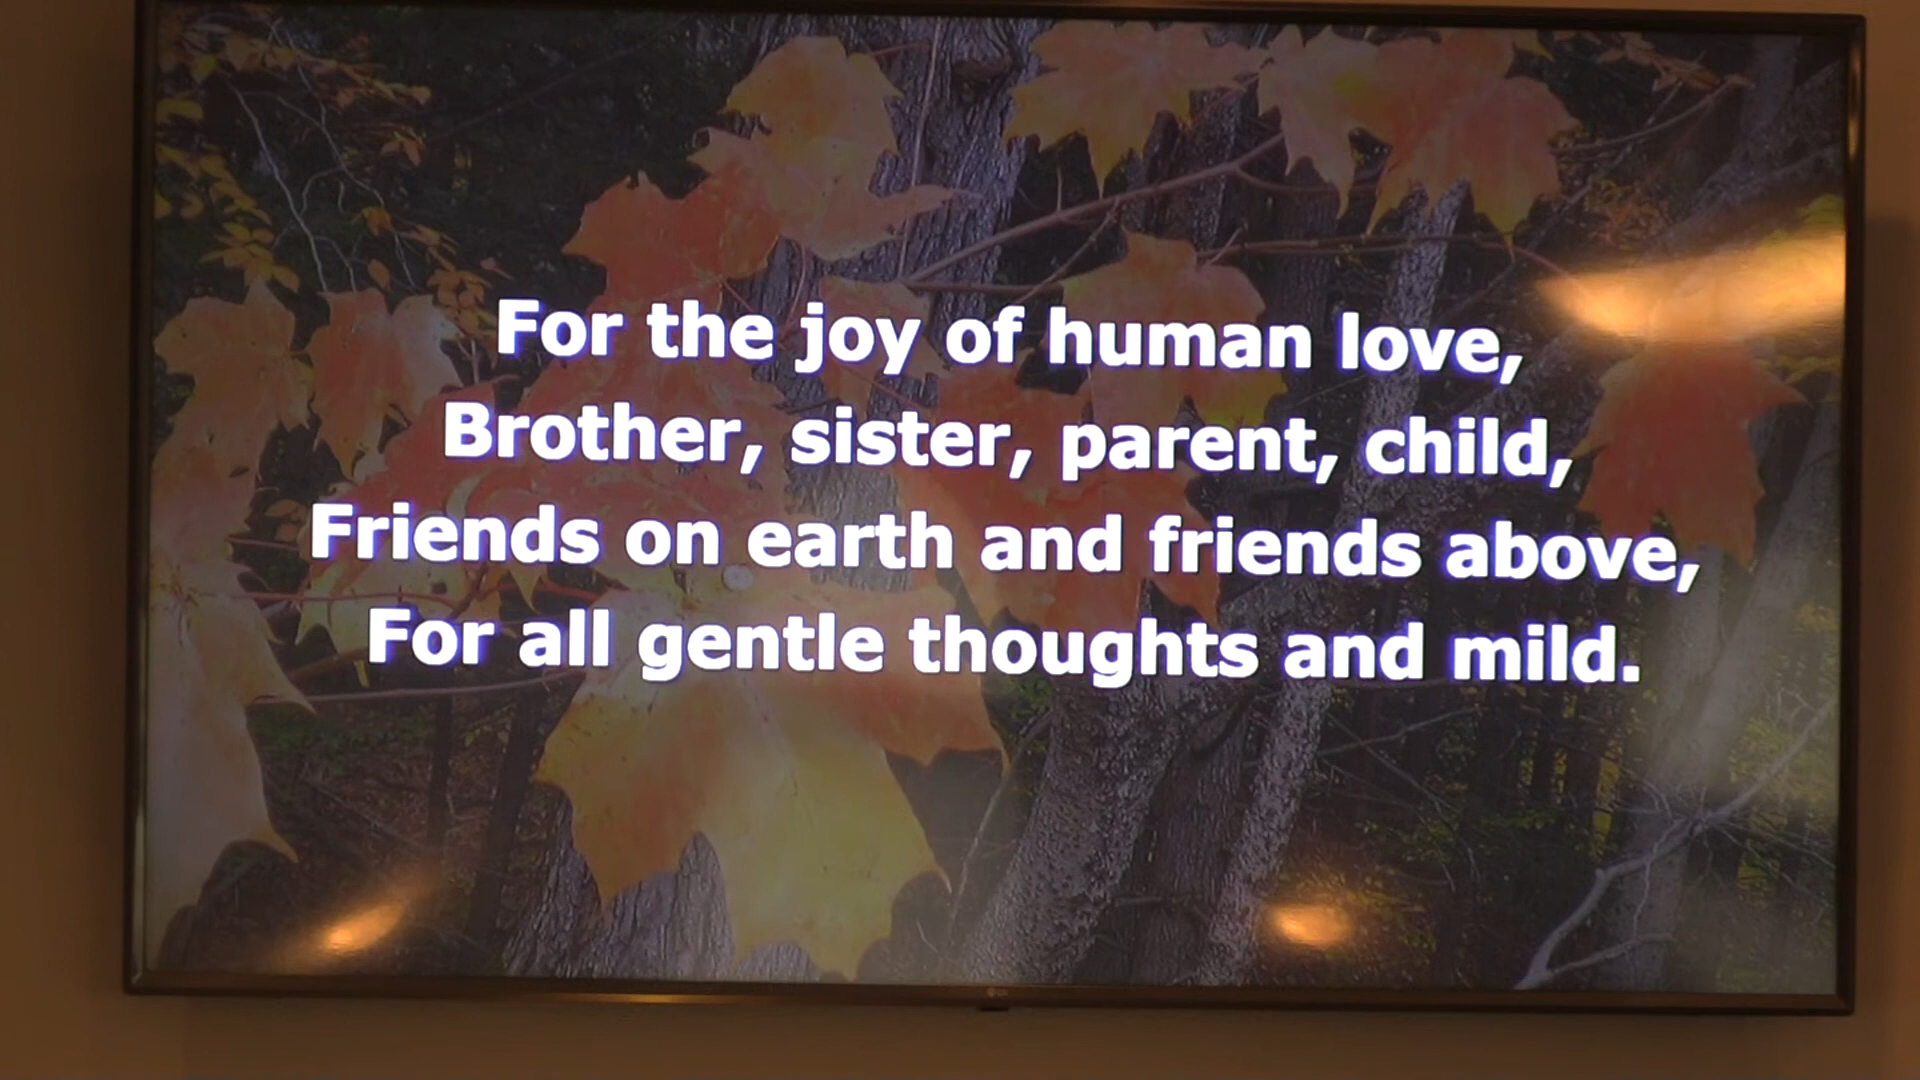 For the joy of human love,
Brother, sister, parent, child,
Friends on earth and friends above,
For all gentle thoughts and mild.